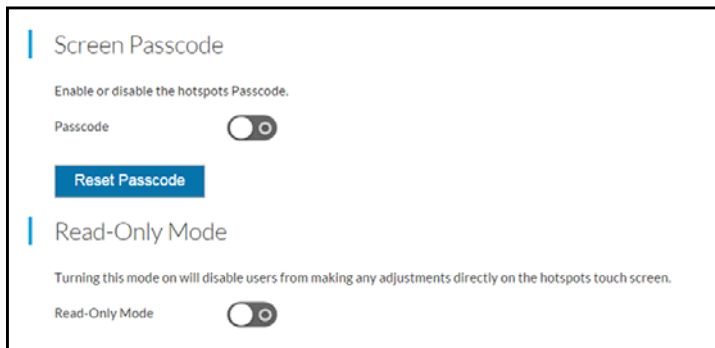 Screen Passcode
Enable or disable the hotspots Passcode.
Passcode
Reset Passcode
Read-Only Mode
Turning this mode on will disable users from making any adjustments directly on the hotspots touch screen.
Read-Only Mode